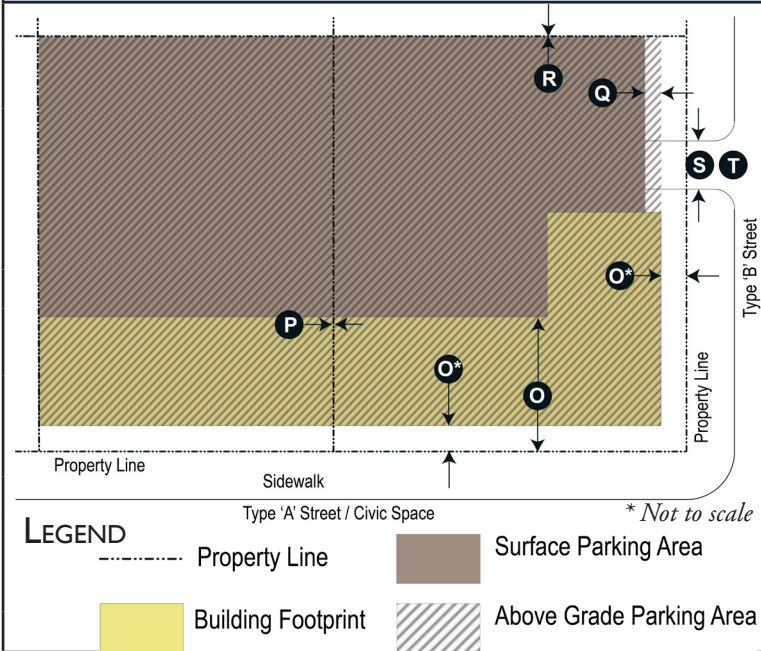 R
Q
S T
O*
Type 'B' Street
P
O*
O
Property Line
Property Line
Sidewalk
Type 'A' Street / Civic Space
* Not to scale
LEGEND
Property Line
Surface Parking Area
Building Footprint
Above Grade Parking Area